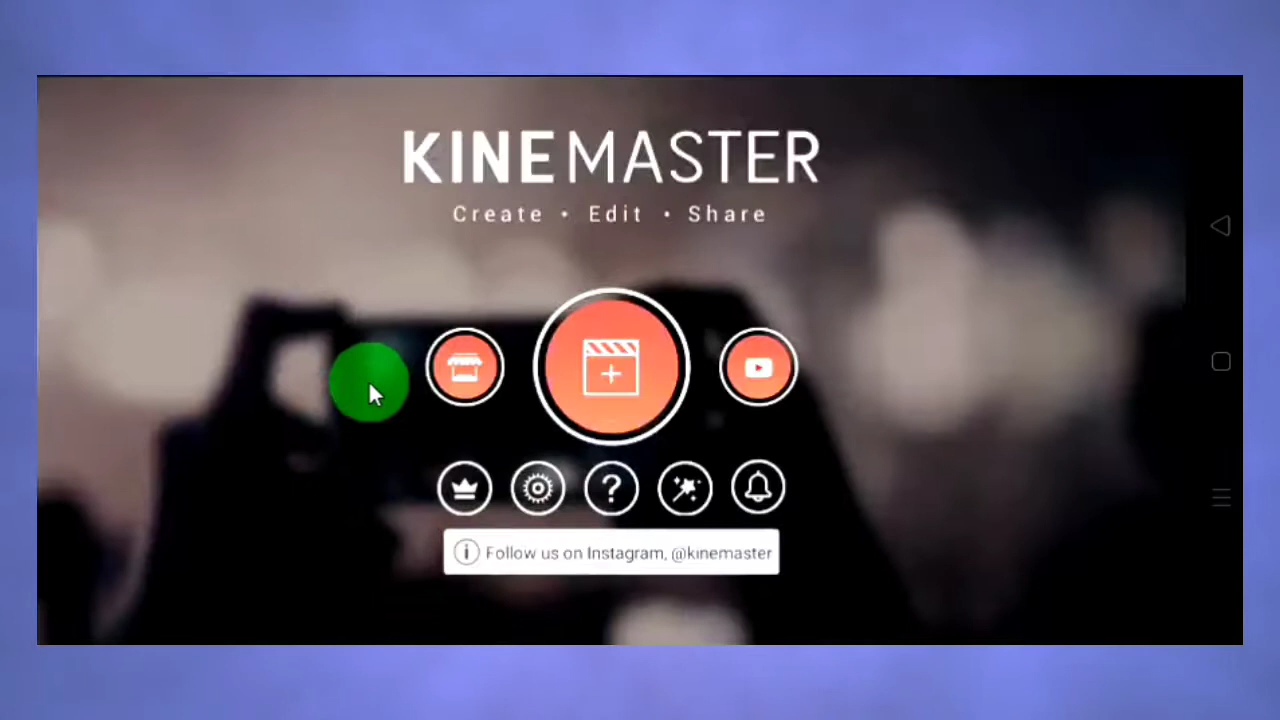 KINEMASTER
Create • Edit • Share
Follow us on Instagram, @kinemaster